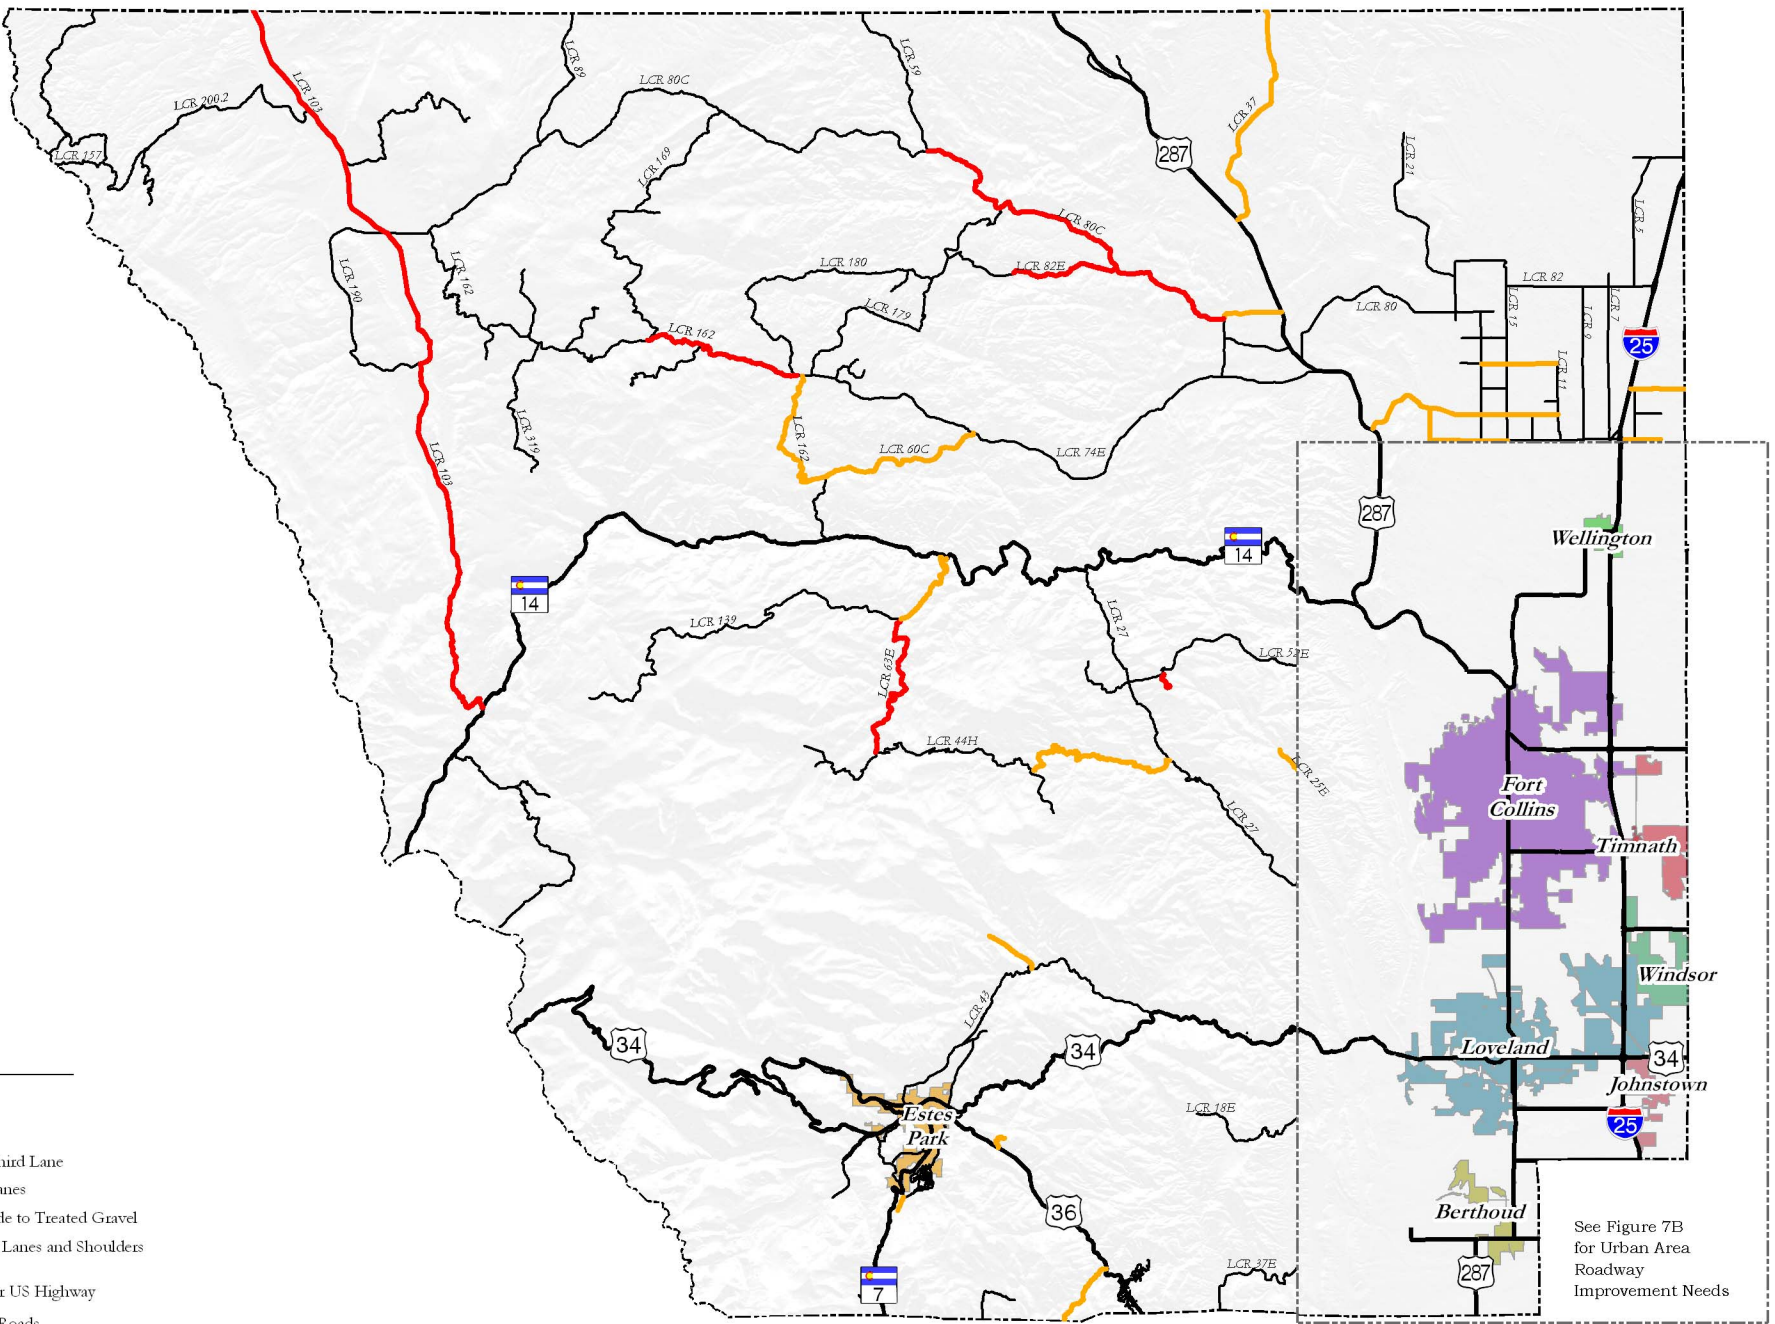 LCR 89
LCR 59
LCR 80C
LCR 103
LCR 200.2
LCR 37
LCR 157
LCR 169
287
LCR 21
LCR 5
LCR 80C
LCR 190
LCR 162
LCR 180
LCR 82E
LCR 82
LCR 179
LCR 80
LCR 15
LCR 9
LCR 7
LCR 162
25
LCR 11
LCR 319
LCR 162
LCR 60C
LCR 74E
LCR 103
287
Wellington
14
14
LCR 139
LCR 27
LCR 52E
LCR 63E
LCR 44H
LCR 25E
Fort
Collins
LCR 27
Timnath
Windsor
LCR 43
34
34
Loveland
34
Johnstown
Estes
Park
LCR 18E
25
hird Lane
anes
de to Treated Gravel
Lanes and Shoulders
r US Highway
Roads
36
Berthoud
See Figure 7B
for Urban Area
Roadway
Improvement Needs
7
LCR 37E
287